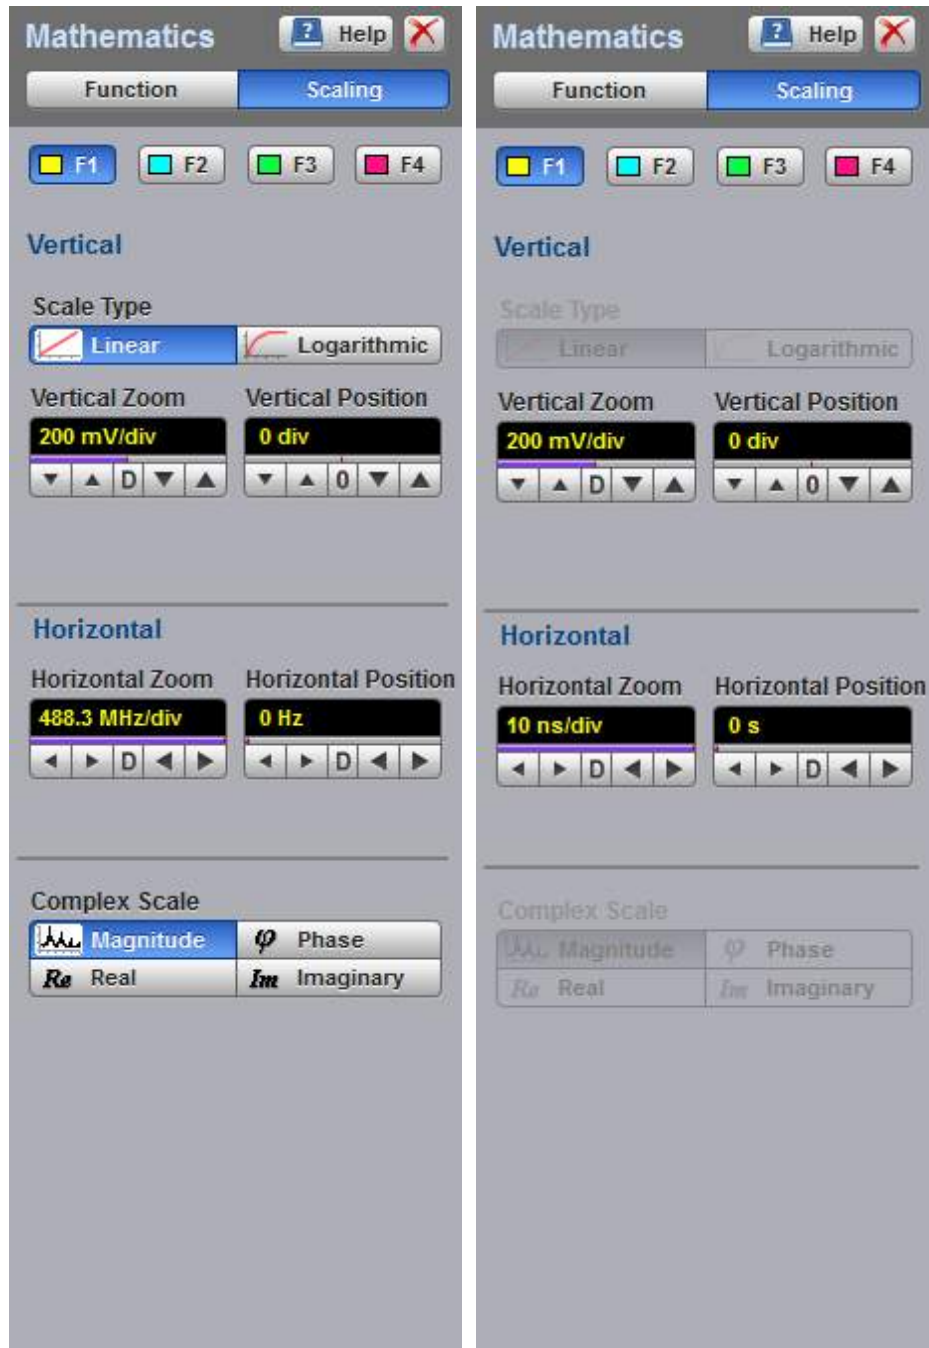 Mathematics Help
Function Scaling
F1 F2 F3 F4
Vertical
Scale Type
Linear Logarithmic
Vertical Zoom Vertical Position
200 mV/div 0 div
D 0
Horizontal
Horizontal Zoom Horizontal Position
488.3 MHz/div 0 Hz
D D
Complex Scale
Magnitude φ Phase
Re Real Im Imaginary
Mathematics Help
Function Scaling
F1 F2 F3 F4
Vertical
Scale Type
Linear Logarithmic
Vertical Zoom Vertical Position
200 mV/div 0 div
D 0
Horizontal
Horizontal Zoom Horizontal Position
10 ns/div 0 s
D D
Complex Scale
Magnitude φ Phase
Re Real Im Imaginary